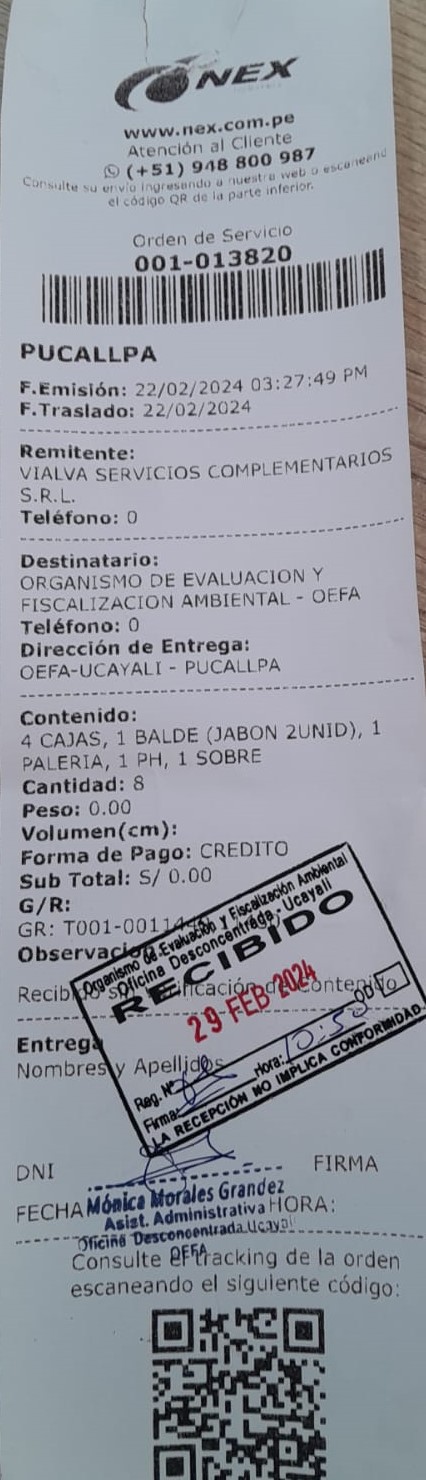 NEX
www.nex.com.pe
Atención al Cliente
(+51) 948 800 987
Consulte su envío ingresando a nuestra web o escaneand
el código QR de la parte inferior.
Orden de Servicio
001-013820
PUCALLPA
F.Emisión: 22/02/2024 03:27:49 PM
F.Traslado: 22/02/2024
Remitente:
VIALVA SERVICIOS COMPLEMENTARIOS
S.R.L.
Teléfono: 0
Destinatario:
ORGANISMO DE EVALUACION Y
FISCALIZACION AMBIENTAL - OEFA
Teléfono: 0
Dirección de Entrega:
OEFA-UCAYALI - PUCALLPA
Contenido:
4 CAJAS, 1 BALDE (JABON 2UNID), 1
PALERIA, 1 PH, 1 SOBRE
Cantidad: 8
Peso: 0.00
Volumen(cm):
Forma de Pago: CREDITO
Sub Total: S/ 0.00
G/R:
GR:
Organismo de Evaluación y Fiscalización Ambiental
Oficina Desconcentrada - Ucayali
RECIBIDO
29 FEB 2024
Reg. N°
Firma: Hora: 10:50
LA RECEPCIÓN NO IMPLICA CONFORMIDAD
Contenido
Nombres y Apellidos
DNI FIRMA
FECHA HORA:
Mónica Morales Grandez
Asist. Administrativa
Oficina Desconcentrada Ucayali
OEFA
Consulte el tracking de la orden
escaneando el siguiente código: